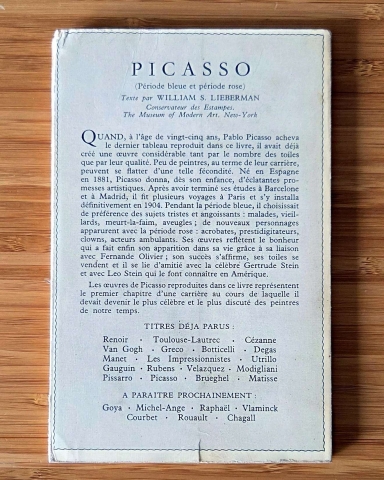 PICASSO
(Période bleue et période rose)
Texte par WILLIAM S. LIEBERMAN
Conservateur des Estampes.
The Museum of Modern Art. New-York
QUAND, à l'âge de vingt-cinq ans, Pablo Picasso acheva
le dernier tableau reproduit dans ce livre, il avait déjà
créé une œuvre considérable tant par le nombre des toiles
que par leur qualité. Peu de peintres, au terme de leur carrière,
peuvent se flatter d'une telle fécondité. Né en Espagne
en 1881, Picasso donna, dès son enfance, d'éclatantes pro-
messes artistiques. Après avoir terminé ses études à Barcelone
et à Madrid, il fit plusieurs voyages à Paris et s'y installa
définitivement en 1904. Pendant la période bleue, il choisissait
de préférence des sujets tristes et angoissants : malades, vieil-
lards, meurt-la-faim, aveugles ; de nouveaux personnages
apparurent avec la période rose : acrobates, prestidigitateurs,
clowns, acteurs ambulants. Ses œuvres reflètent le bonheur
qui a fait enfin son apparition dans sa vie grâce à sa liaison
avec Fernande Olivier ; son succès s'affirme, ses toiles se
vendent et il se lie d'amitié avec la célèbre Gertrude Stein
et avec Leo Stein qui le font connaître en Amérique.
Les œuvres de Picasso reproduites dans ce livre représentent
le premier chapitre d'une carrière au cours de laquelle il
devait devenir le plus célèbre et le plus discuté des peintres
de notre temps.
TITRES DÉJA PARUS :
Renoir · Toulouse-Lautrec · Cézanne
Van Gogh · Greco · Botticelli · Degas
Manet · Les Impressionnistes · Utrillo
Gauguin · Rubens · Velazquez · Modigliani
Pissarro · Picasso · Brueghel · Matisse
A PARAITRE PROCHAINEMENT :
Goya · Michel-Ange · Raphaël · Vlaminck
Courbet · Rouault · Chagall